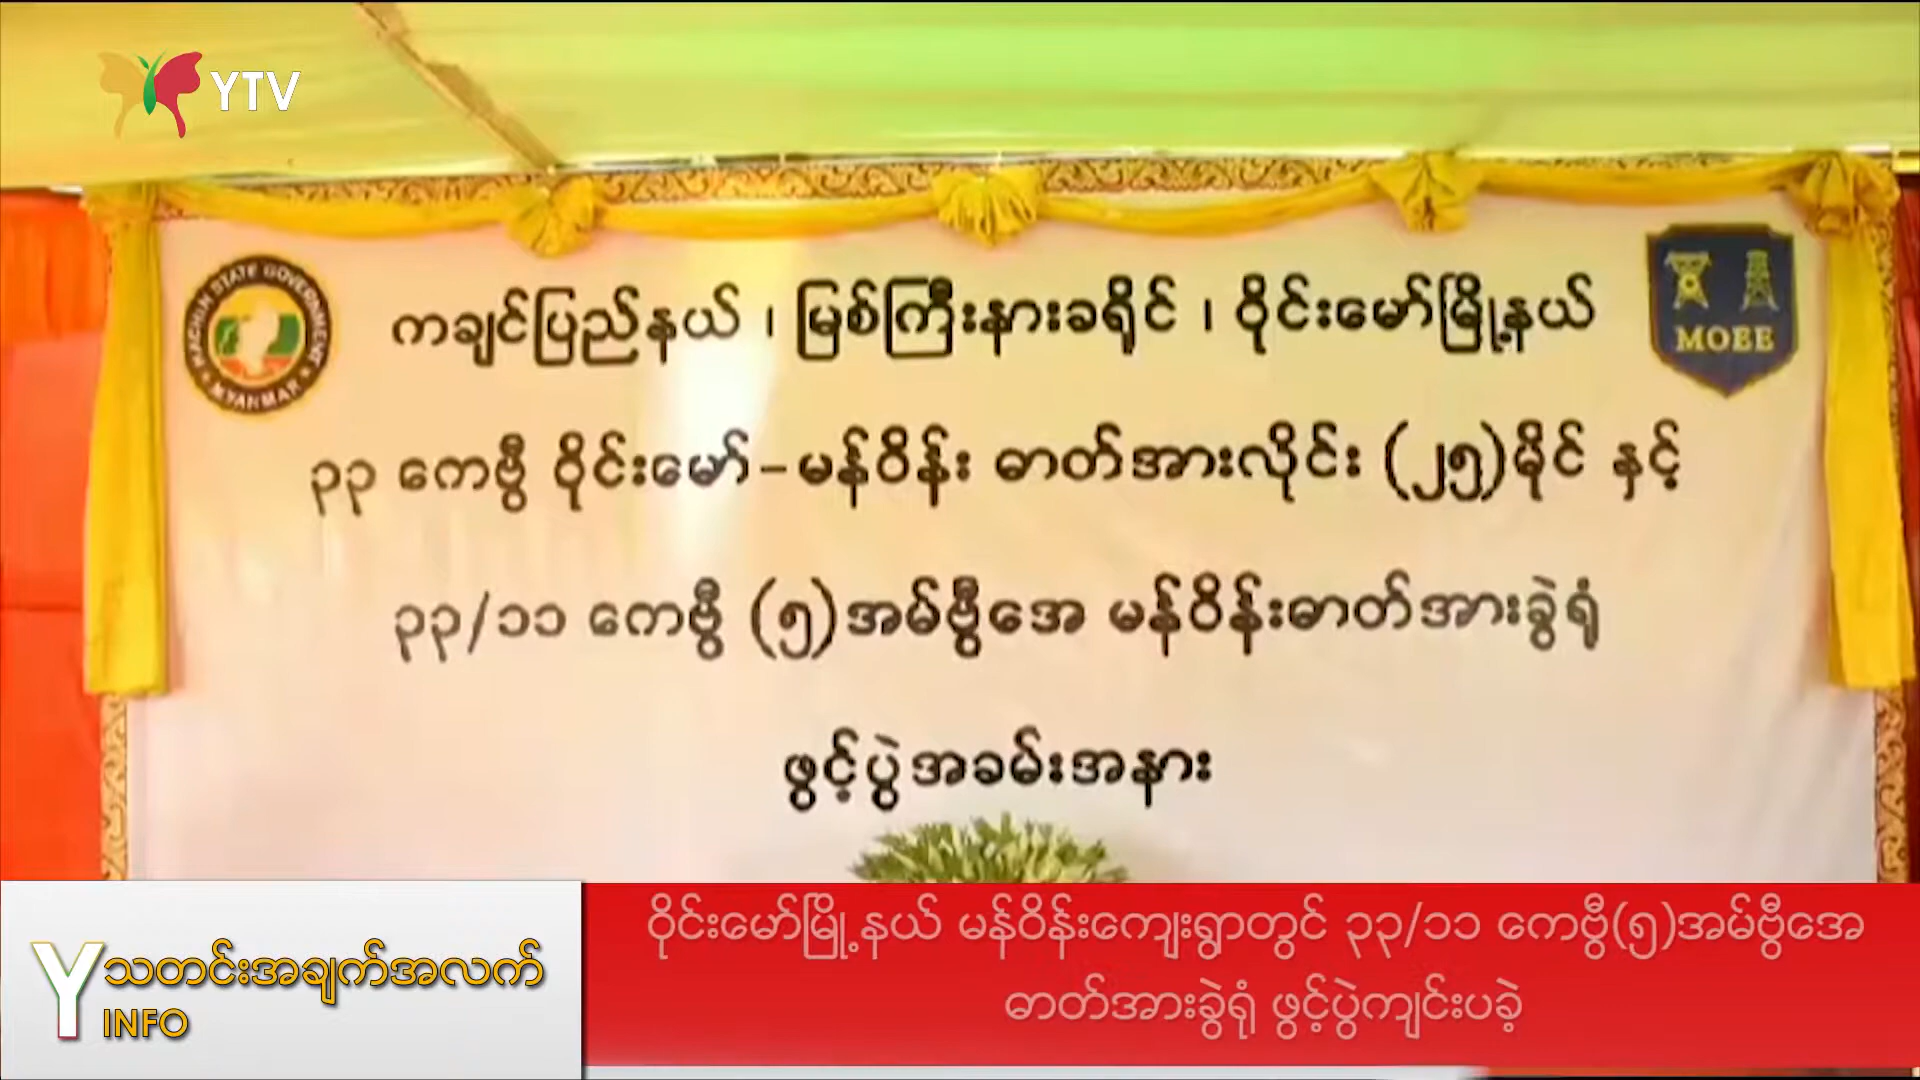 YTV
KACHIN STATE GOVERNMENT
MYANMAR
ကချင်ပြည်နယ် ၊ မြစ်ကြီးနားခရိုင် ၊ ဝိုင်းမော်မြို့နယ်
MOEE
၃၃ ကေဗွီ ဝိုင်းမော်-မန်ဝိန်း ဓာတ်အားလိုင်း (၂၅)မိုင် နှင့်
၃၃/၁၁ ကေဗွီ (၅)အမ်ဗွီအေ မန်ဝိန်းဓာတ်အားခွဲရုံ
ဖွင့်ပွဲအခမ်းအနား
Y သတင်းအချက်အလက်
INFO
ဝိုင်းမော်မြို့နယ် မန်ဝိန်းကျေးရွာတွင် ၃၃/၁၁ ကေဗွီ(၅)အမ်ဗွီအေ
ဓာတ်အားခွဲရုံ ဖွင့်ပွဲကျင်းပခဲ့